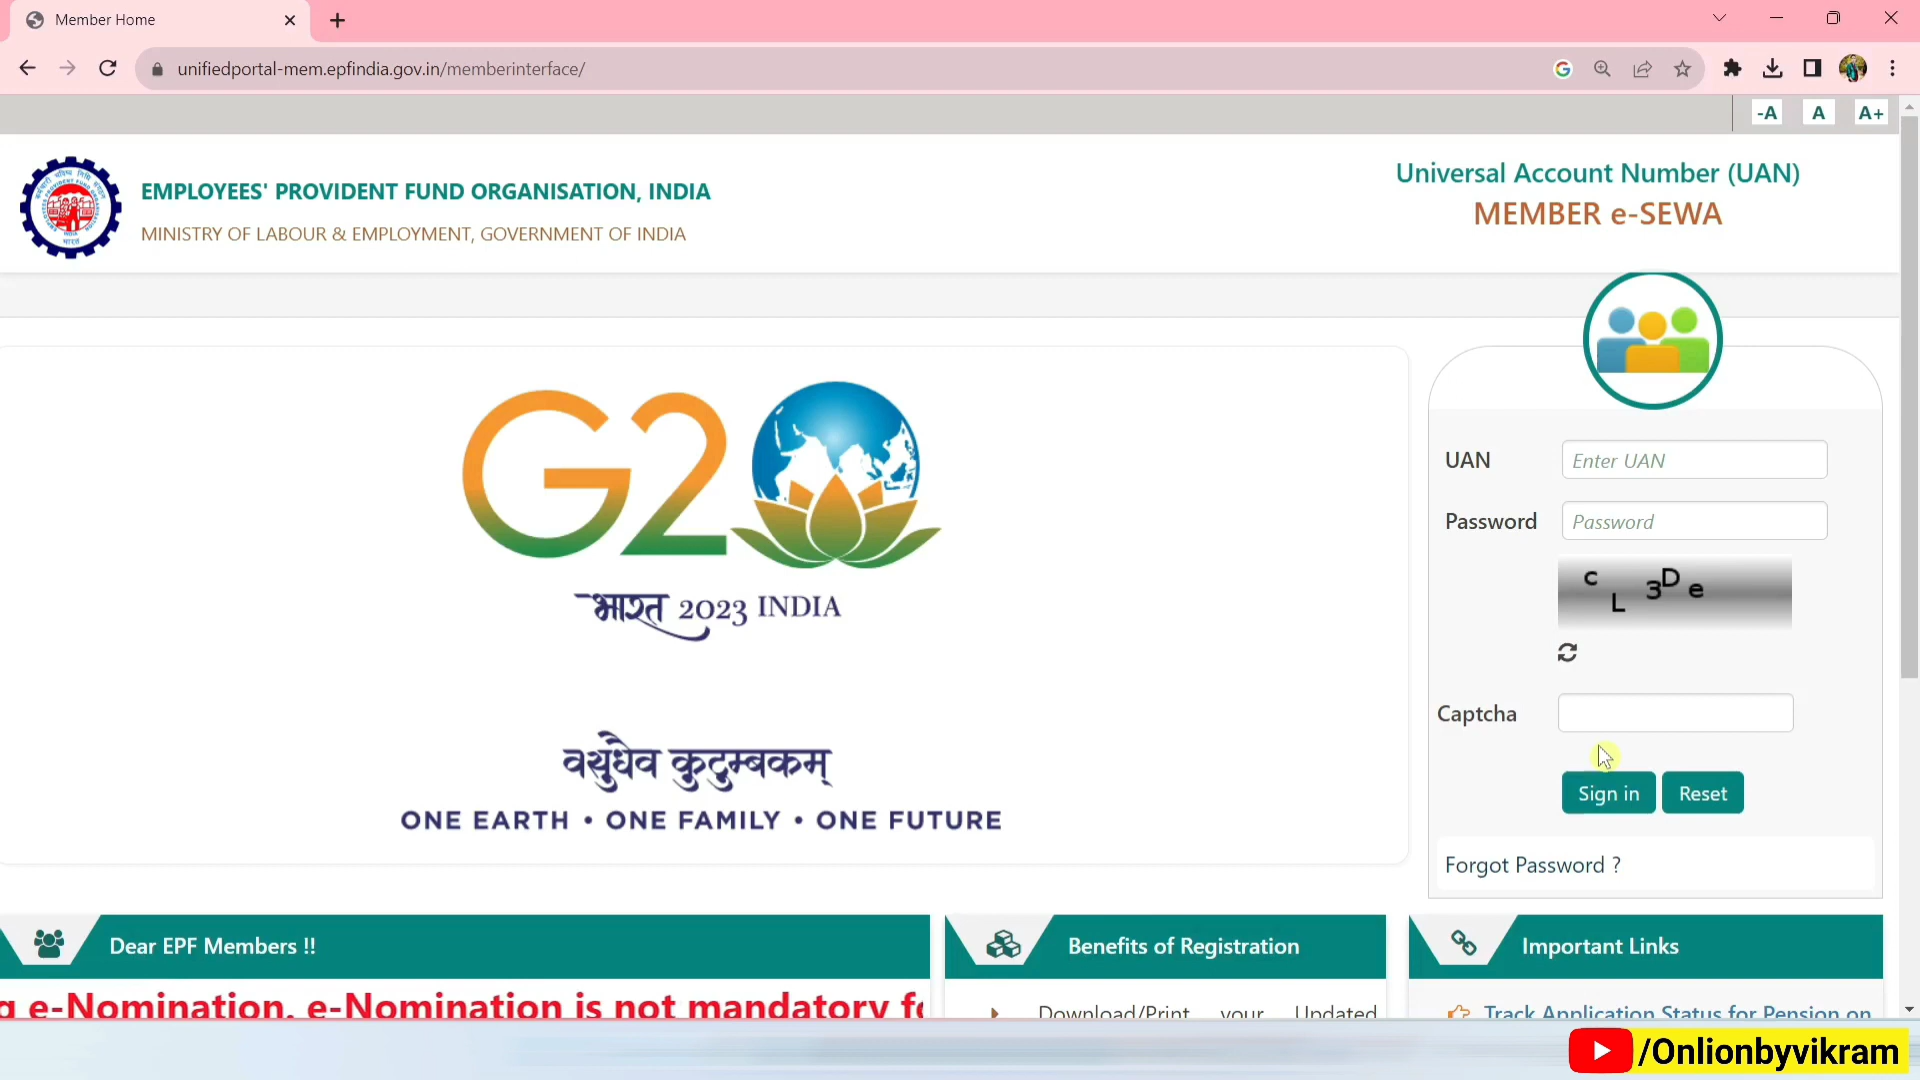 Member Home
unifiedportal-mem.epfindia.gov.in/memberinterface/
-A A A+
EMPLOYEES' PROVIDENT FUND ORGANISATION, INDIA
MINISTRY OF LABOUR & EMPLOYMENT, GOVERNMENT OF INDIA
Universal Account Number (UAN)
MEMBER e-SEWA
G20
भारत 2023 INDIA
वसुधैव कुटुम्बकम्
ONE EARTH • ONE FAMILY • ONE FUTURE
UAN Enter UAN
Password Password
c L 3 D e
Captcha
Sign in Reset
Forgot Password ?
Dear EPF Members !!
e-Nomination. e-Nomination is not mandatory
Benefits of Registration
Download/Print your Updated
Important Links
Track Application Status for Pension on
/Onlionbyvikram